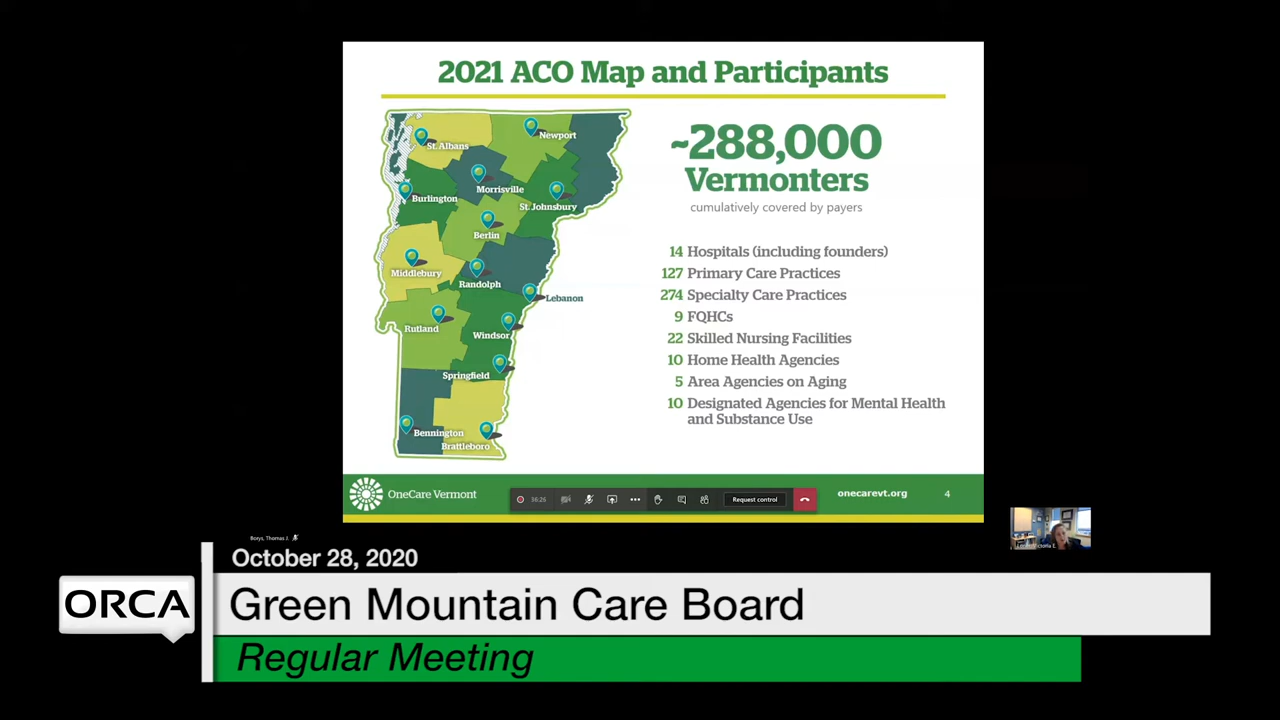 2021 ACO Map and Participants
Newport
St. Albans
Morrisville
Burlington
St. Johnsbury
Berlin
Middlebury
Randolph
Lebanon
Rutland
Windsor
Springfield
Bennington
Brattleboro
~288,000
Vermonters
cumulatively covered by payers
14 Hospitals (including founders)
127 Primary Care Practices
274 Specialty Care Practices
9 FQHCs
22 Skilled Nursing Facilities
10 Home Health Agencies
5 Area Agencies on Aging
10 Designated Agencies for Mental Health
and Substance Use
OneCare Vermont
Request control
onecarevt.org
4
Borys, Thomas J.
October 28, 2020
ORCA
Green Mountain Care Board
Regular Meeting